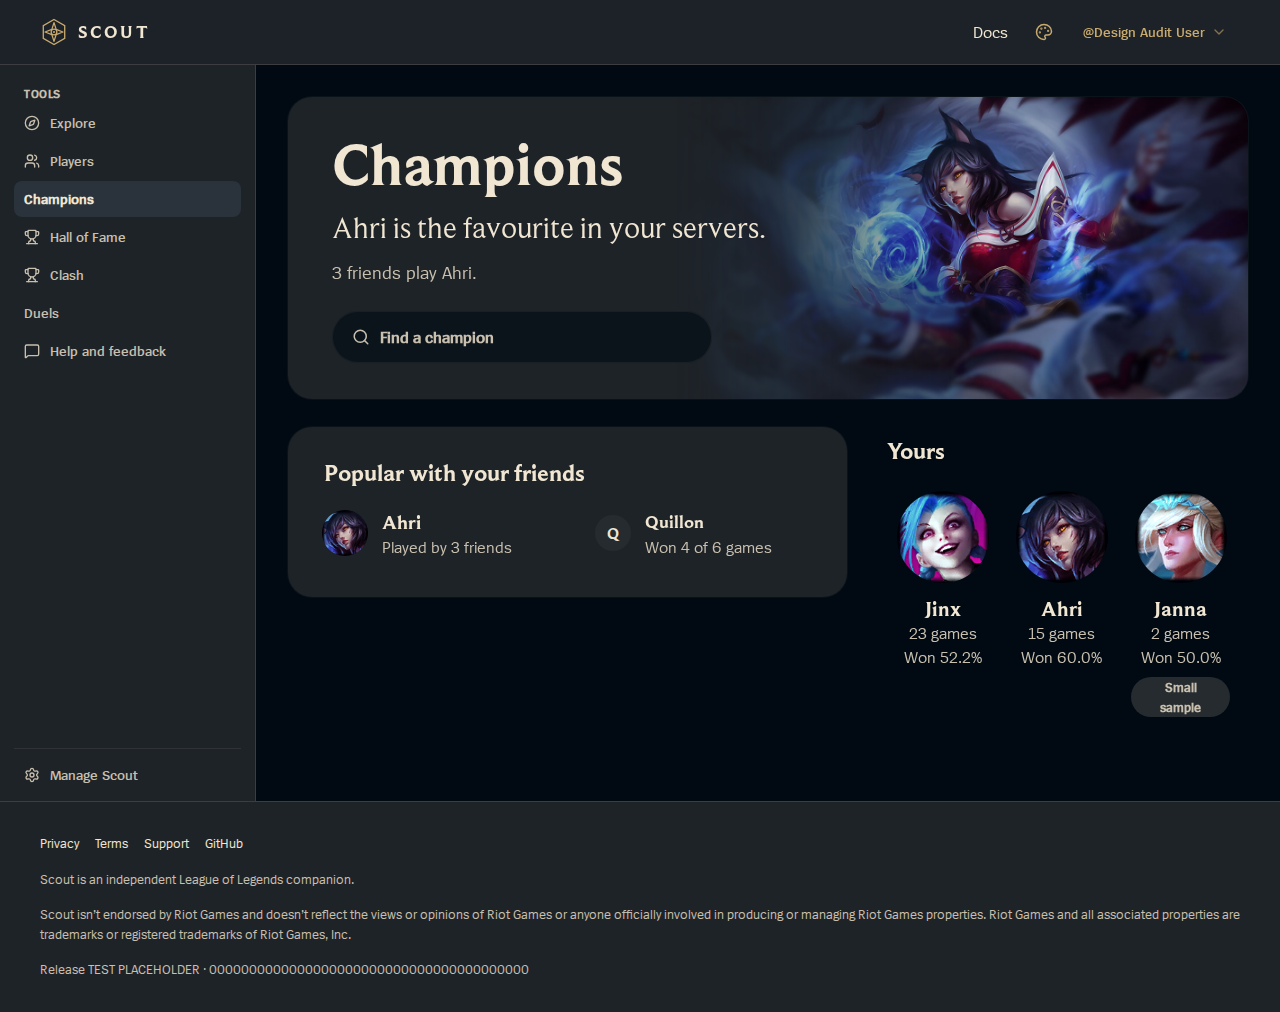 SCOUT
Docs
@Design Audit User
TOOLS
Explore
Players
Champions
Hall of Fame
Clash
Duels
Help and feedback
Manage Scout
Champions
Ahri is the favourite in your servers.
3 friends play Ahri.
Find a champion
Popular with your friends
Ahri
Played by 3 friends
Q
Quillon
Won 4 of 6 games
Yours
Jinx
23 games
Won 52.2%
Ahri
15 games
Won 60.0%
Janna
2 games
Won 50.0%
Small
sample
Privacy Terms Support GitHub
Scout is an independent League of Legends companion.
Scout isn't endorsed by Riot Games and doesn't reflect the views or opinions of Riot Games or anyone officially involved in producing or managing Riot Games properties. Riot Games and all associated properties are
trademarks or registered trademarks of Riot Games, Inc.
Release TEST PLACEHOLDER · 0000000000000000000000000000000000000000